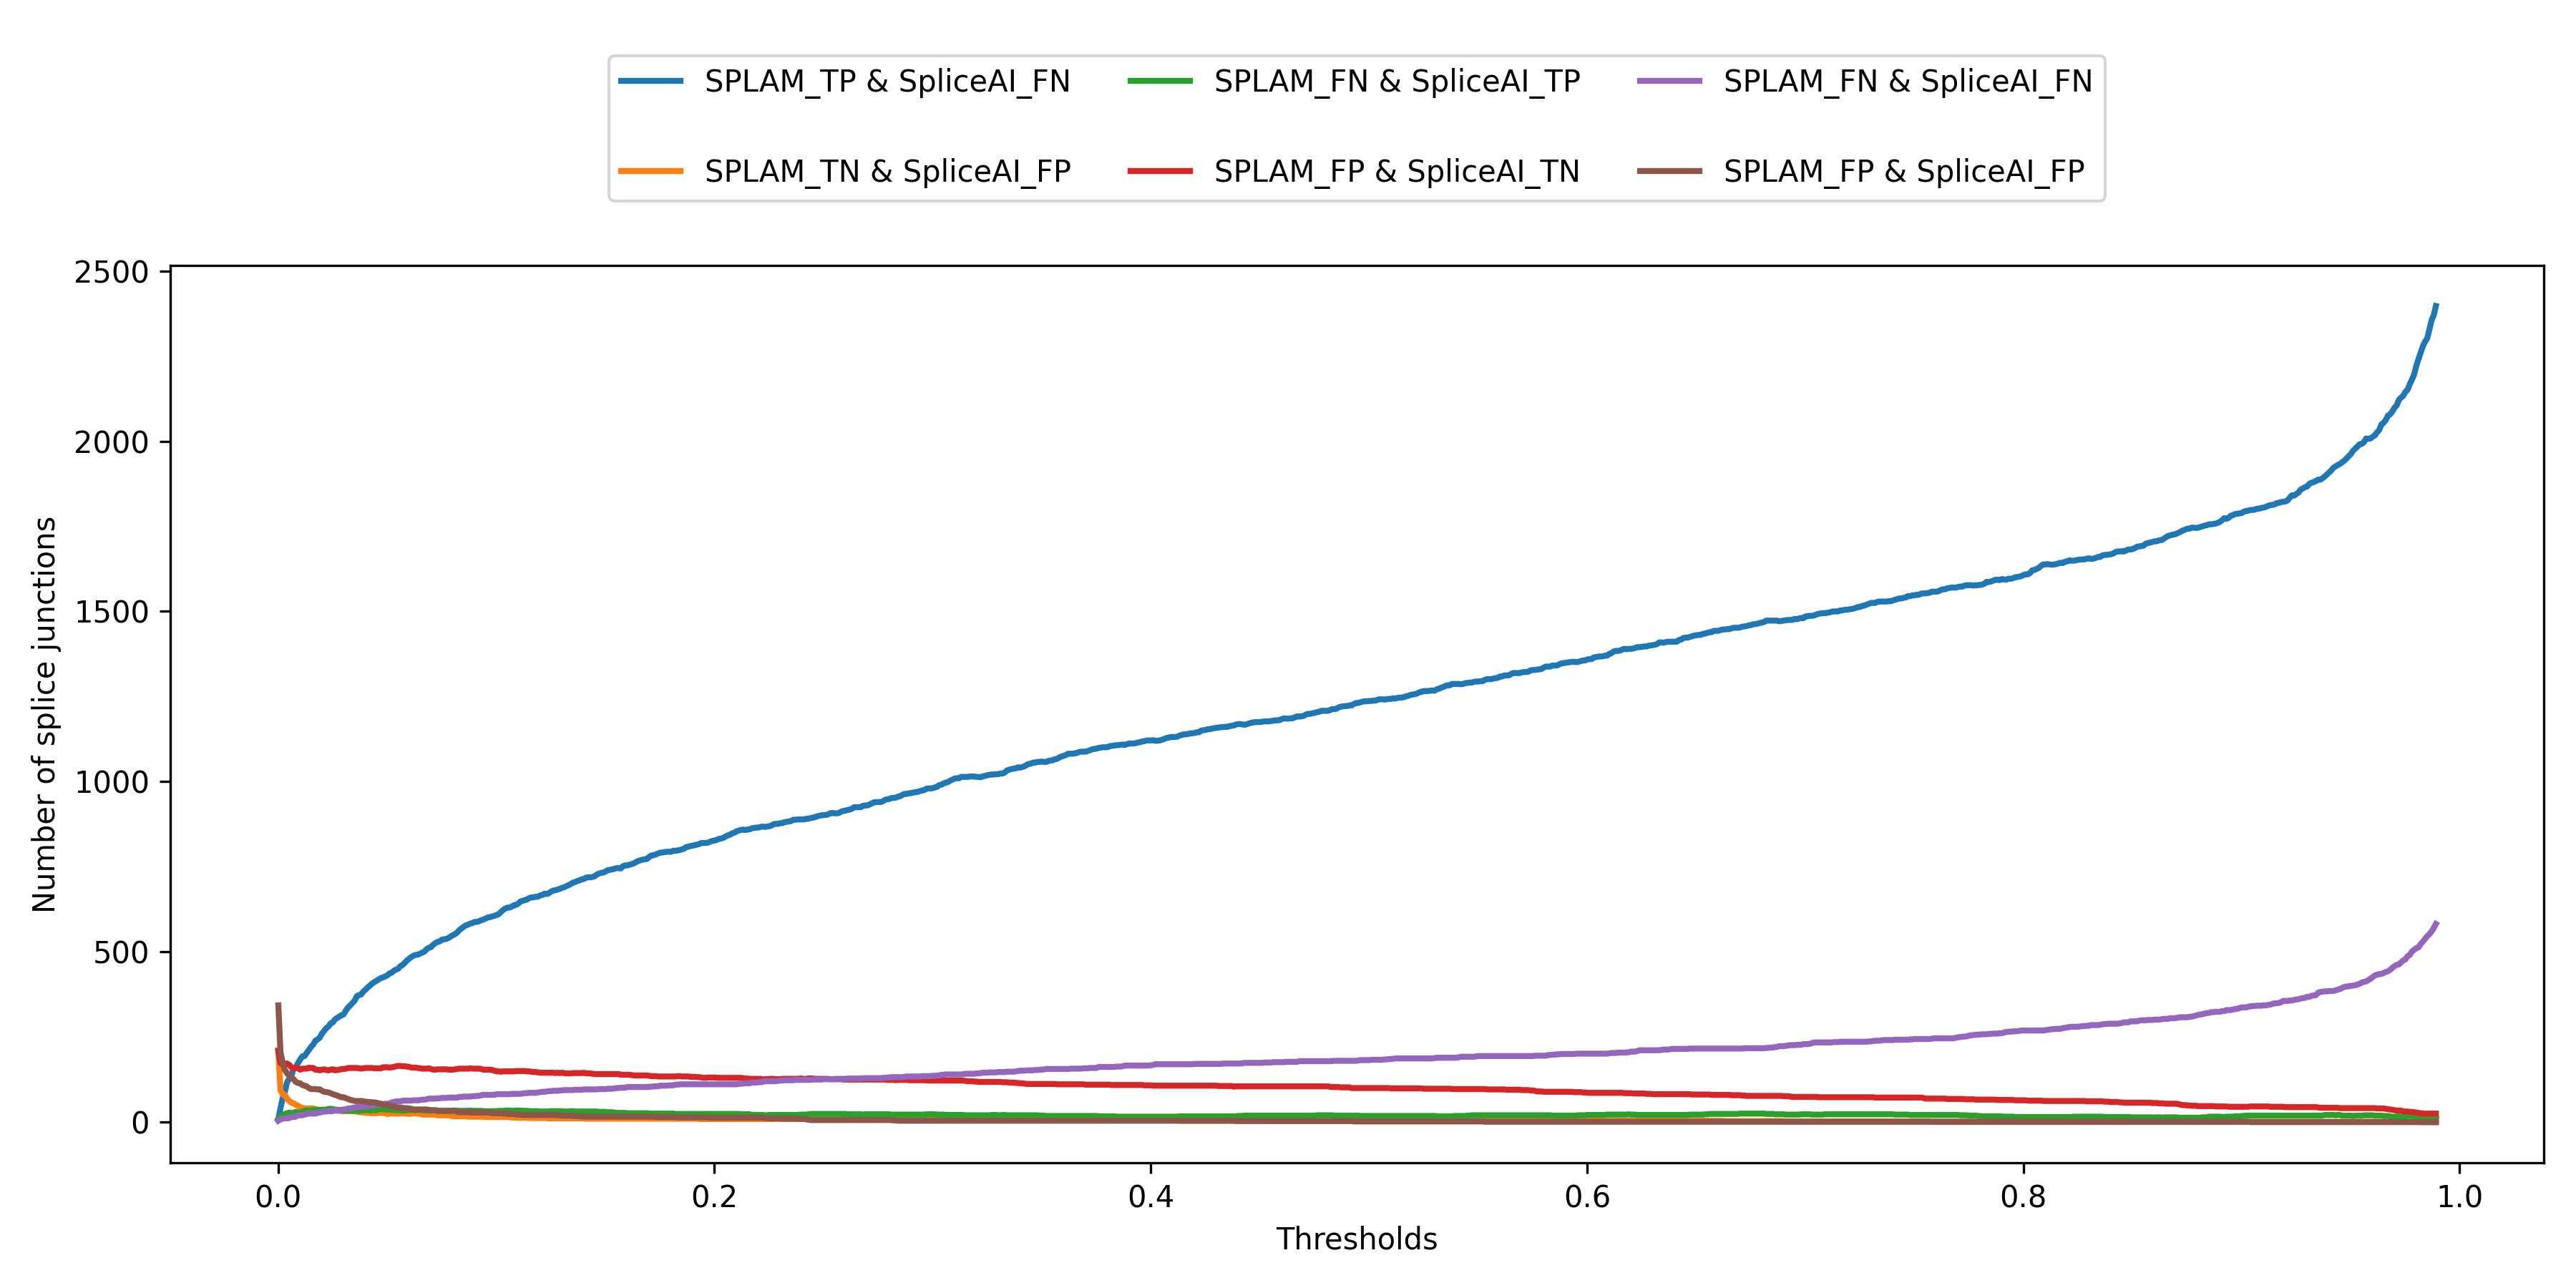 SPLAM_TP & SpliceAI_FN SPLAM_FN & SpliceAI_TP SPLAM_FN & SpliceAI_FN
SPLAM_TN & SpliceAI_FP SPLAM_FP & SpliceAI_TN SPLAM_FP & SpliceAI_FP
2500
2000
1500
1000
500
0
Number of splice junctions
0.0 0.2 0.4 0.6 0.8 1.0
Thresholds